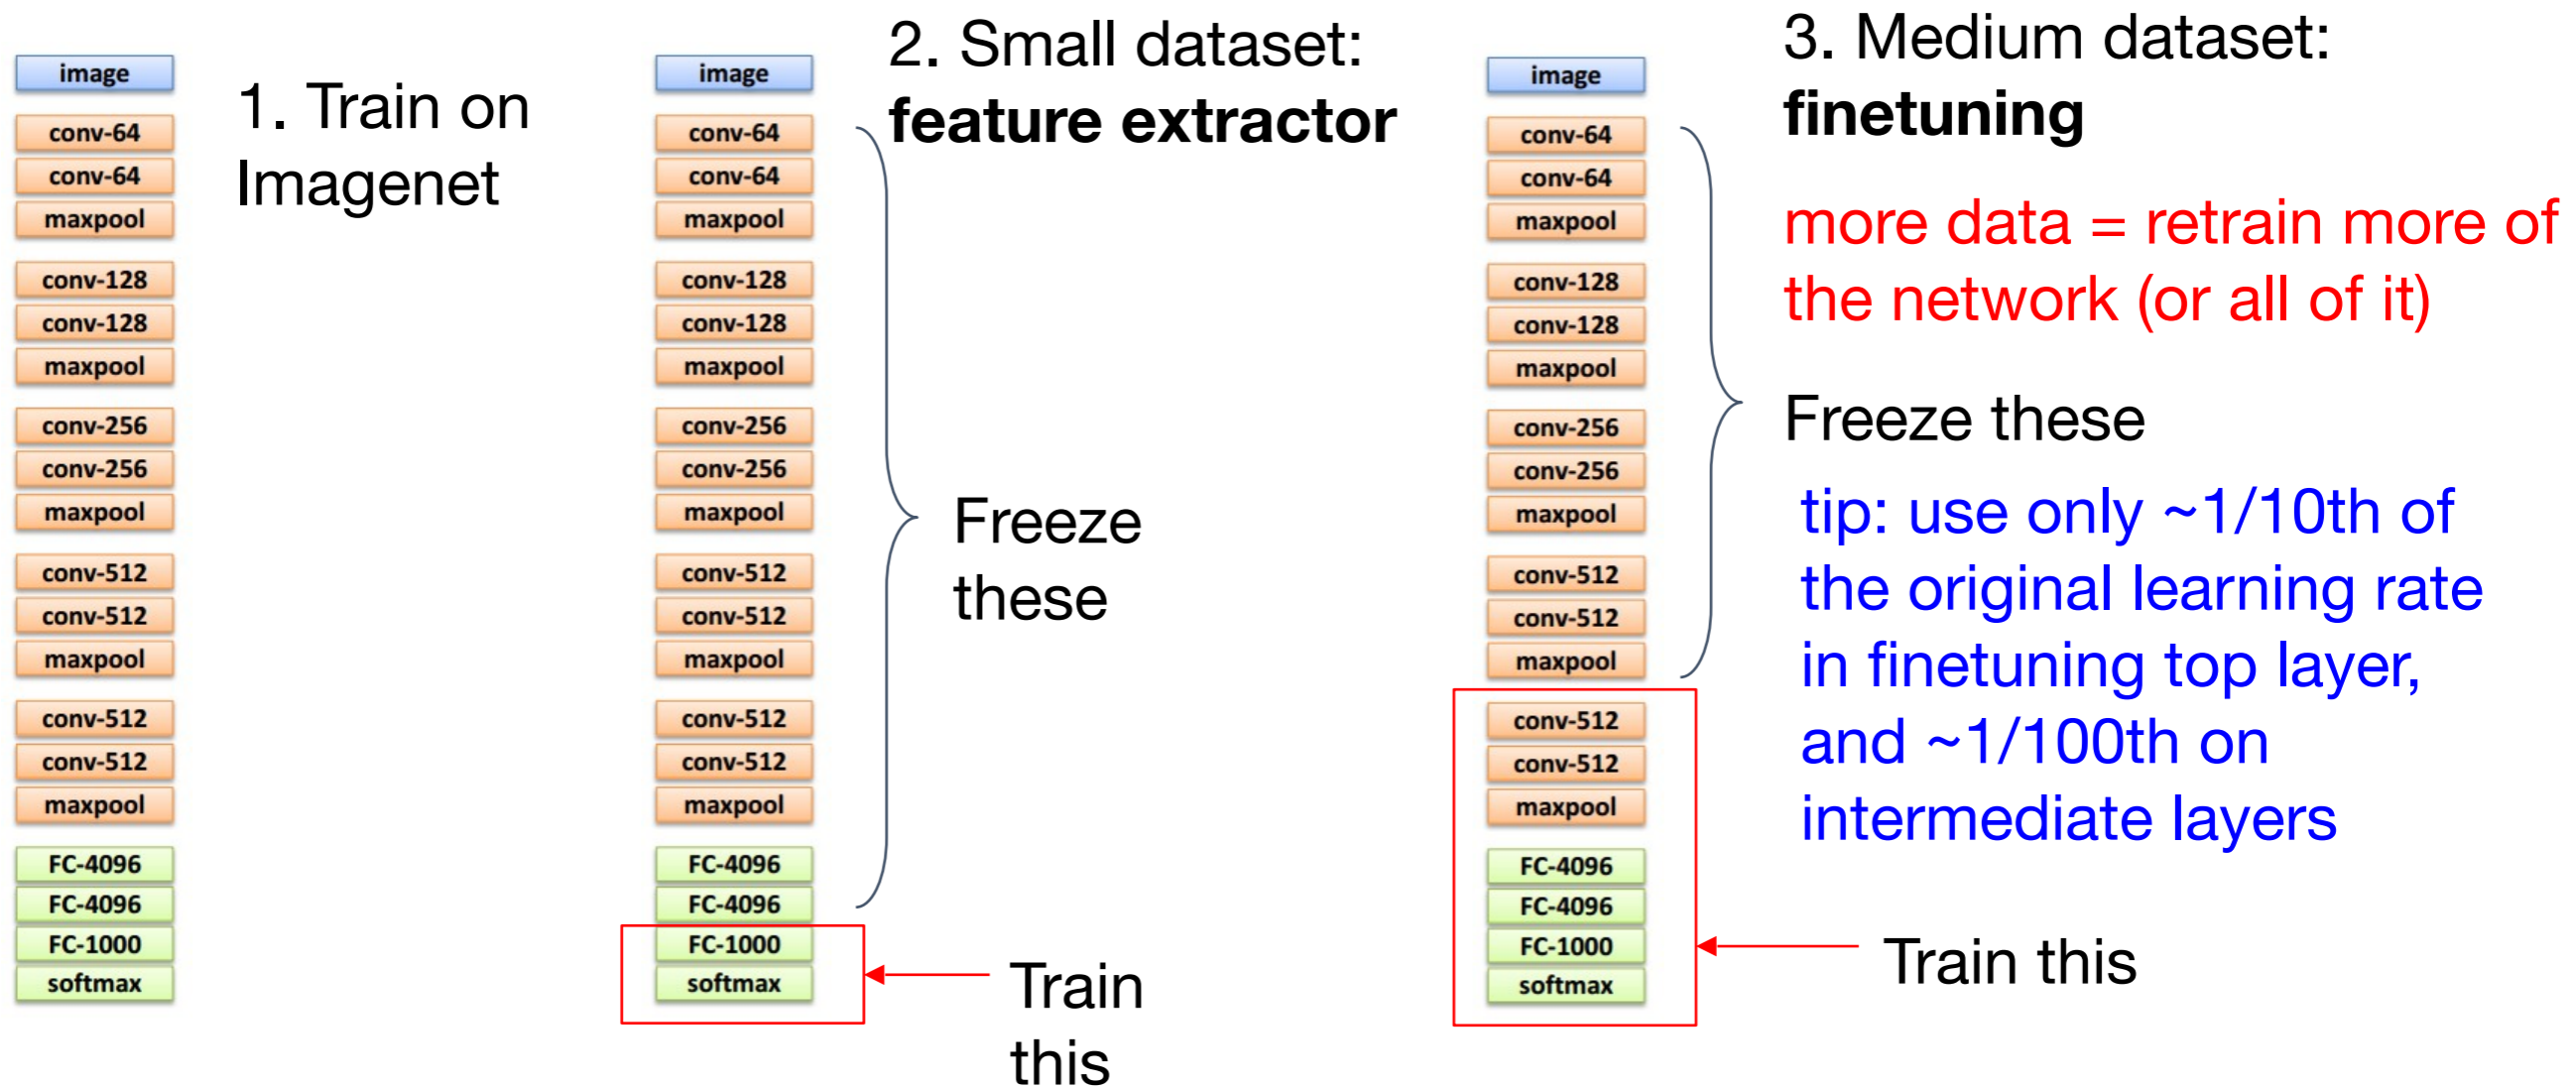 image
conv-64
conv-64
maxpool
conv-128
conv-128
maxpool
conv-256
conv-256
maxpool
conv-512
conv-512
maxpool
conv-512
conv-512
maxpool
FC-4096
FC-4096
FC-1000
softmax
1. Train on
Imagenet
image
conv-64
conv-64
maxpool
conv-128
conv-128
maxpool
conv-256
conv-256
maxpool
conv-512
conv-512
maxpool
conv-512
conv-512
maxpool
FC-4096
FC-4096
FC-1000
softmax
2. Small dataset:
feature extractor
Freeze
these
Train
this
image
conv-64
conv-64
maxpool
conv-128
conv-128
maxpool
conv-256
conv-256
maxpool
conv-512
conv-512
maxpool
conv-512
conv-512
maxpool
FC-4096
FC-4096
FC-1000
softmax
3. Medium dataset:
finetuning
more data = retrain more of
the network (or all of it)
Freeze these
tip: use only ~1/10th of
the original learning rate
in finetuning top layer,
and ~1/100th on
intermediate layers
Train this